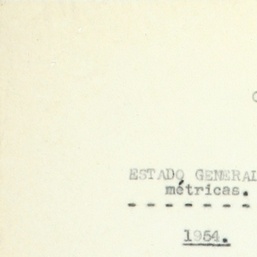 ESTADO GENERAL
métricas.
- - - - - - -
1954.